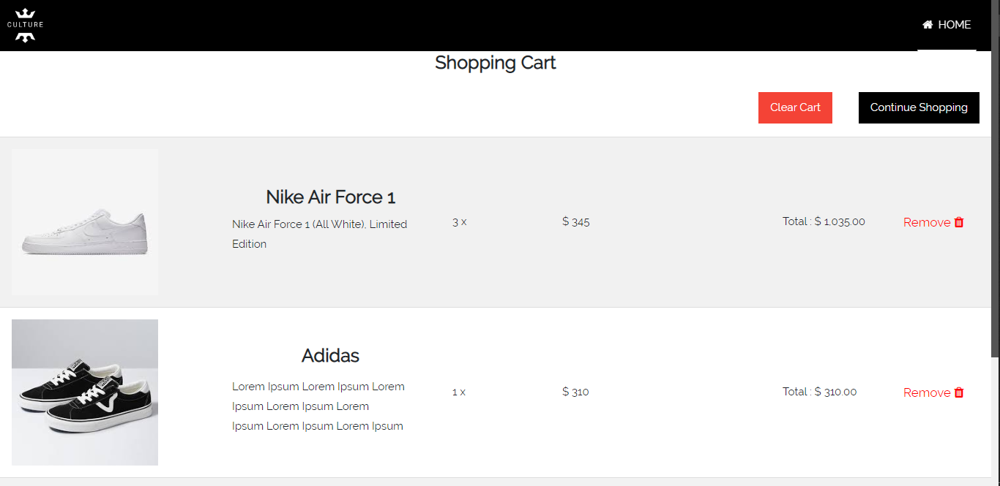 CULTURE
HOME
Shopping Cart
Clear Cart
Continue Shopping
Nike Air Force 1
Nike Air Force 1 (All White), Limited
Edition
3 x
$ 345
Total : $ 1,035.00
Remove
Adidas
Lorem Ipsum Lorem Ipsum Lorem
Ipsum Lorem Ipsum Lorem
Ipsum Lorem Ipsum Lorem Ipsum
1 x
$ 310
Total : $ 310.00
Remove